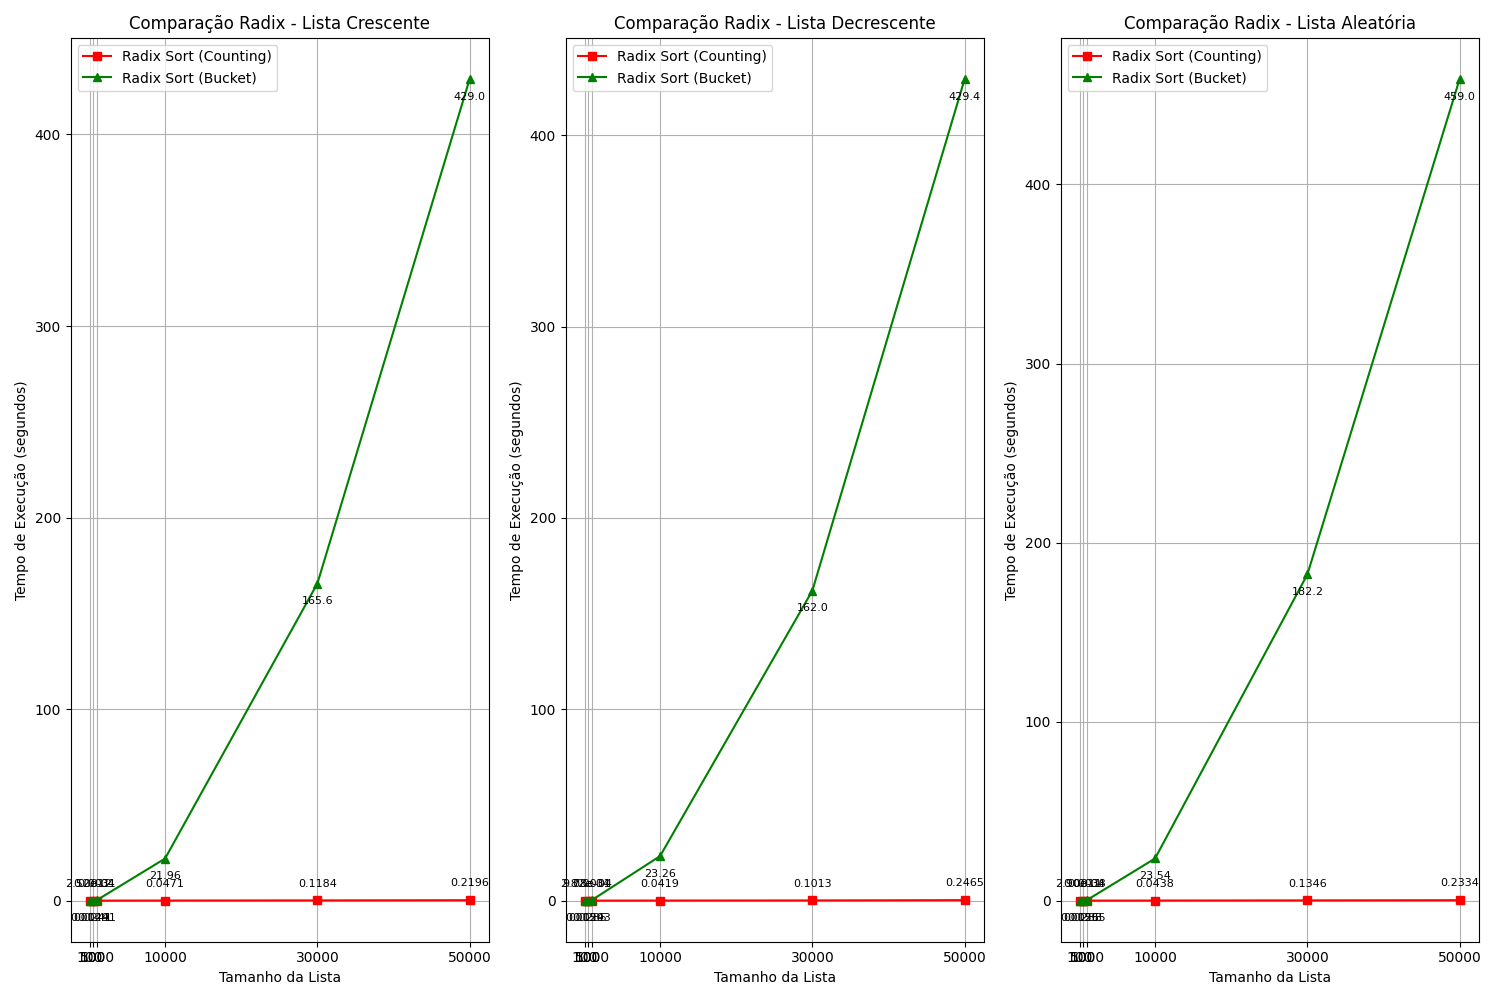 Comparação Radix - Lista Crescente
Radix Sort (Counting)
Radix Sort (Bucket)
Tempo de Execução (segundos)
400
300
200
100
0
429.0
165.6
21.96
0.0471
0.1184
0.2196
10000
30000
50000
Tamanho da Lista
Comparação Radix - Lista Decrescente
Radix Sort (Counting)
Radix Sort (Bucket)
Tempo de Execução (segundos)
400
300
200
100
0
429.4
162.0
23.26
0.0419
0.1013
0.2465
10000
30000
50000
Tamanho da Lista
Comparação Radix - Lista Aleatória
Radix Sort (Counting)
Radix Sort (Bucket)
Tempo de Execução (segundos)
400
300
200
100
0
459.0
182.2
23.54
0.0438
0.1346
0.2334
10000
30000
50000
Tamanho da Lista